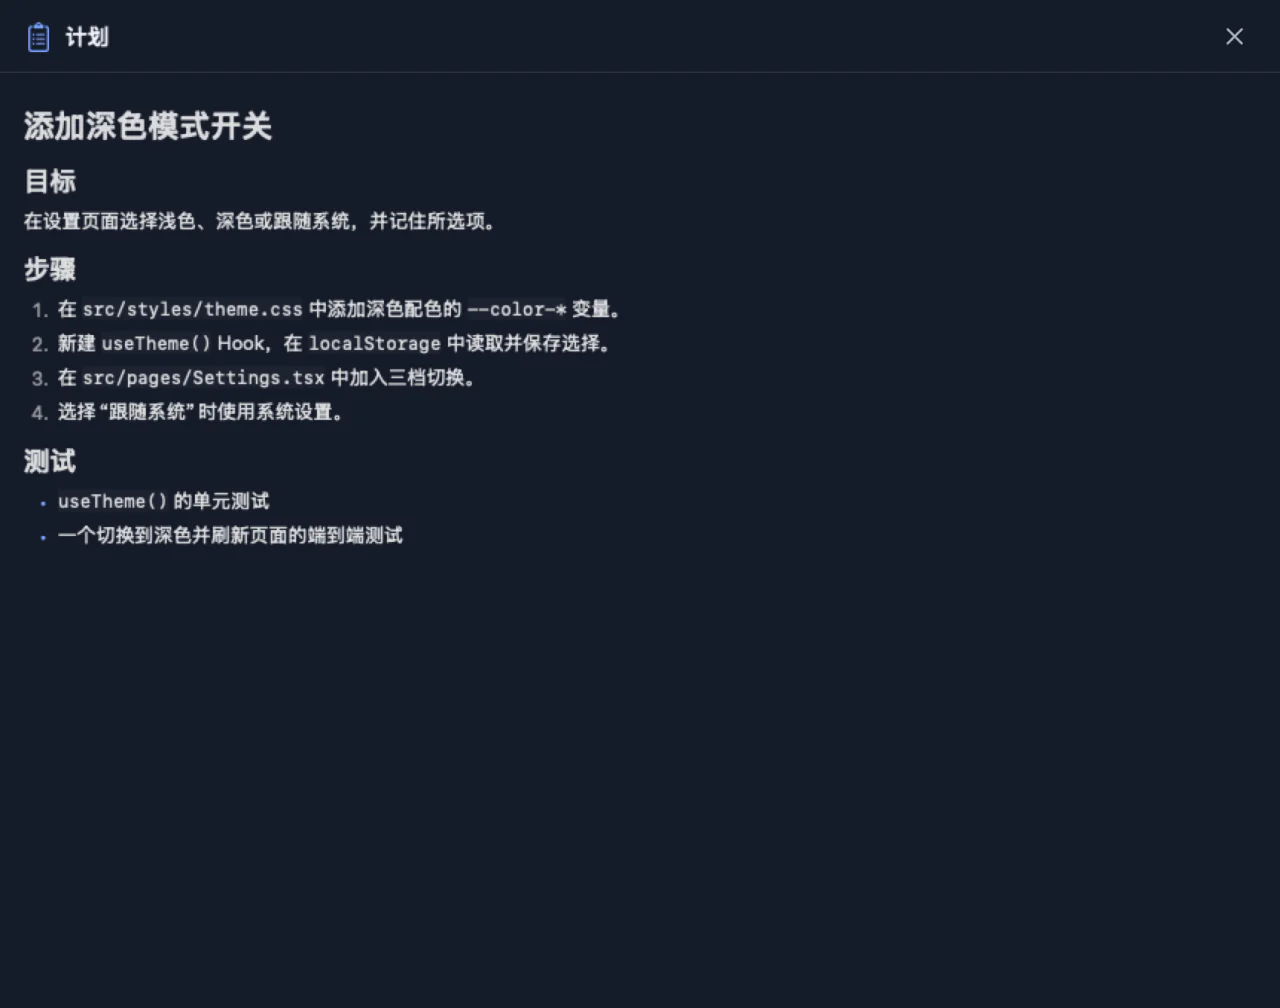 计划
添加深色模式开关
目标
在设置页面选择浅色、深色或跟随系统，并记住所选项。
步骤
1. 在 src/styles/theme.css 中添加深色配色的 --color-* 变量。
2. 新建 useTheme() Hook，在 localStorage 中读取并保存选择。
3. 在 src/pages/Settings.tsx 中加入三档切换。
4. 选择“跟随系统”时使用系统设置。
测试
• useTheme() 的单元测试
• 一个切换到深色并刷新页面的端到端测试